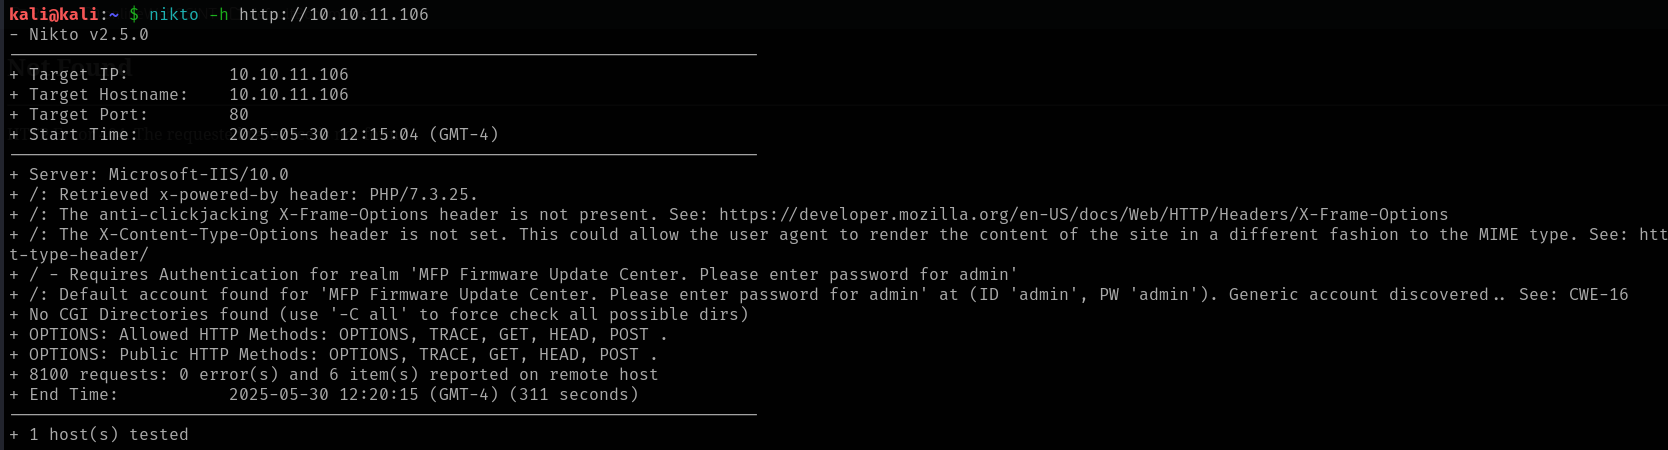 kali@kali:~ $ nikto -h http://10.10.11.106
- Nikto v2.5.0
Not Found
+ Target IP:          10.10.11.106
+ Target Hostname:    10.10.11.106
+ Target Port:        80
+ Start Time:         2025-05-30 12:15:04 (GMT-4)
The reques
+ Server: Microsoft-IIS/10.0
+ /: Retrieved x-powered-by header: PHP/7.3.25.
+ /: The anti-clickjacking X-Frame-Options header is not present. See: https://developer.mozilla.org/en-US/docs/Web/HTTP/Headers/X-Frame-Options
+ /: The X-Content-Type-Options header is not set. This could allow the user agent to render the content of the site in a different fashion to the MIME type. See: htt
t-type-header/
+ / - Requires Authentication for realm 'MFP Firmware Update Center. Please enter password for admin'
+ /: Default account found for 'MFP Firmware Update Center. Please enter password for admin' at (ID 'admin', PW 'admin'). Generic account discovered.. See: CWE-16
+ No CGI Directories found (use '-C all' to force check all possible dirs)
+ OPTIONS: Allowed HTTP Methods: OPTIONS, TRACE, GET, HEAD, POST .
+ OPTIONS: Public HTTP Methods: OPTIONS, TRACE, GET, HEAD, POST .
+ 8100 requests: 0 error(s) and 6 item(s) reported on remote host
+ End Time:           2025-05-30 12:20:15 (GMT-4) (311 seconds)
+ 1 host(s) tested